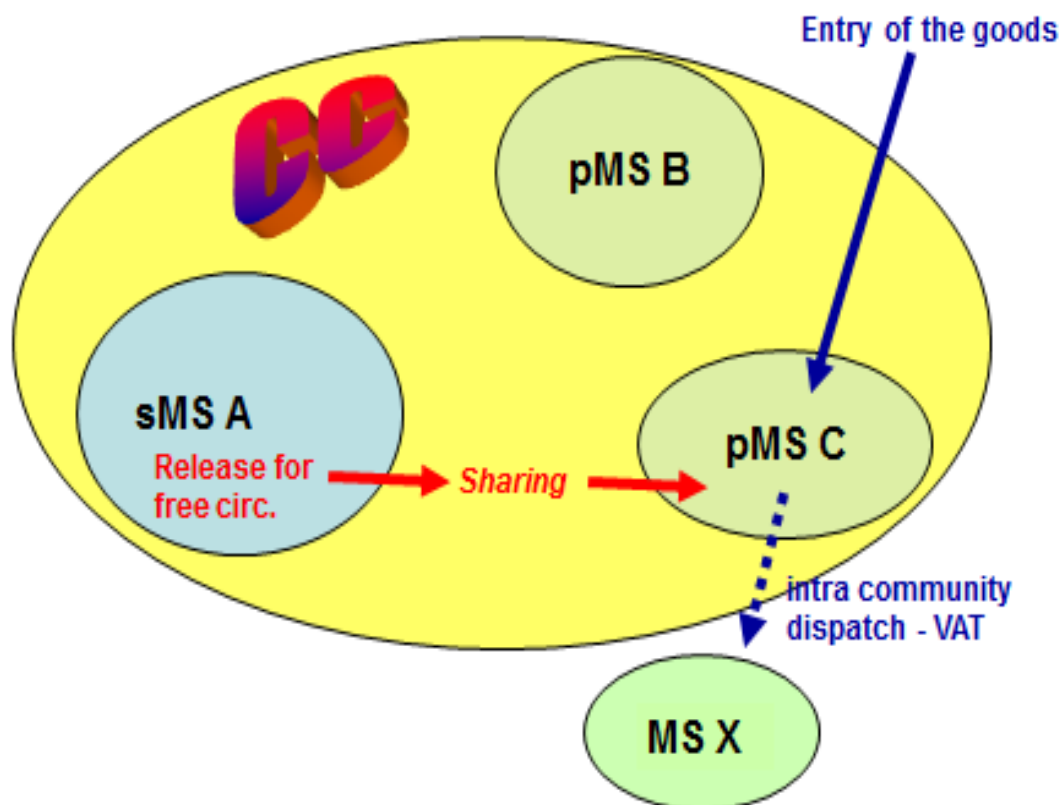 Entry of the goods
CC
pMS B
sMS A
Release for
free circ.
Sharing
pMS C
intra community
dispatch - VAT
MS X